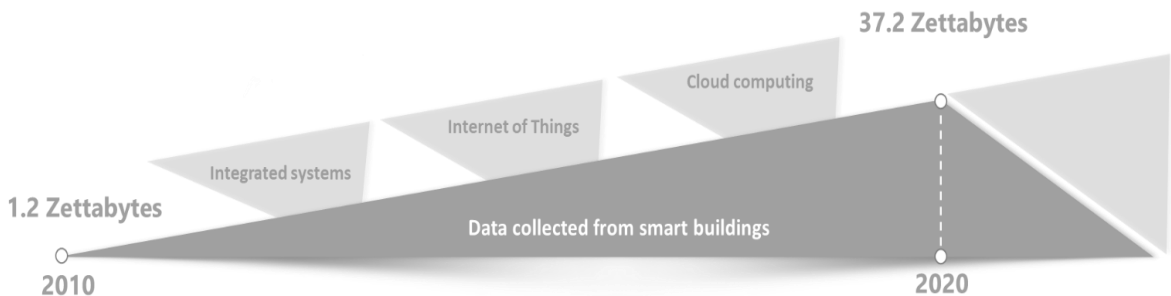 37.2 Zettabytes
Cloud computing
Internet of Things
Integrated systems
1.2 Zettabytes
Data collected from smart buildings
2010
2020